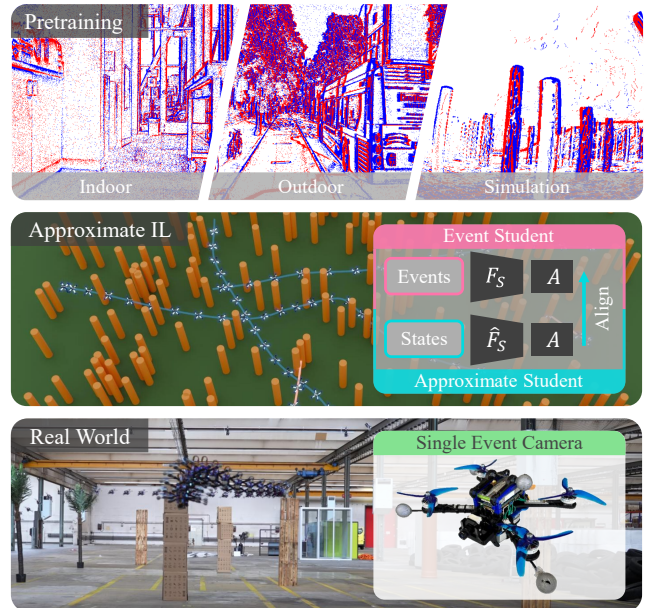 Pretraining
Indoor
Outdoor
Simulation
Approximate IL
Event Student
Events
F_S
A
Align
States
F̂_S
A
Approximate Student
Real World
Single Event Camera